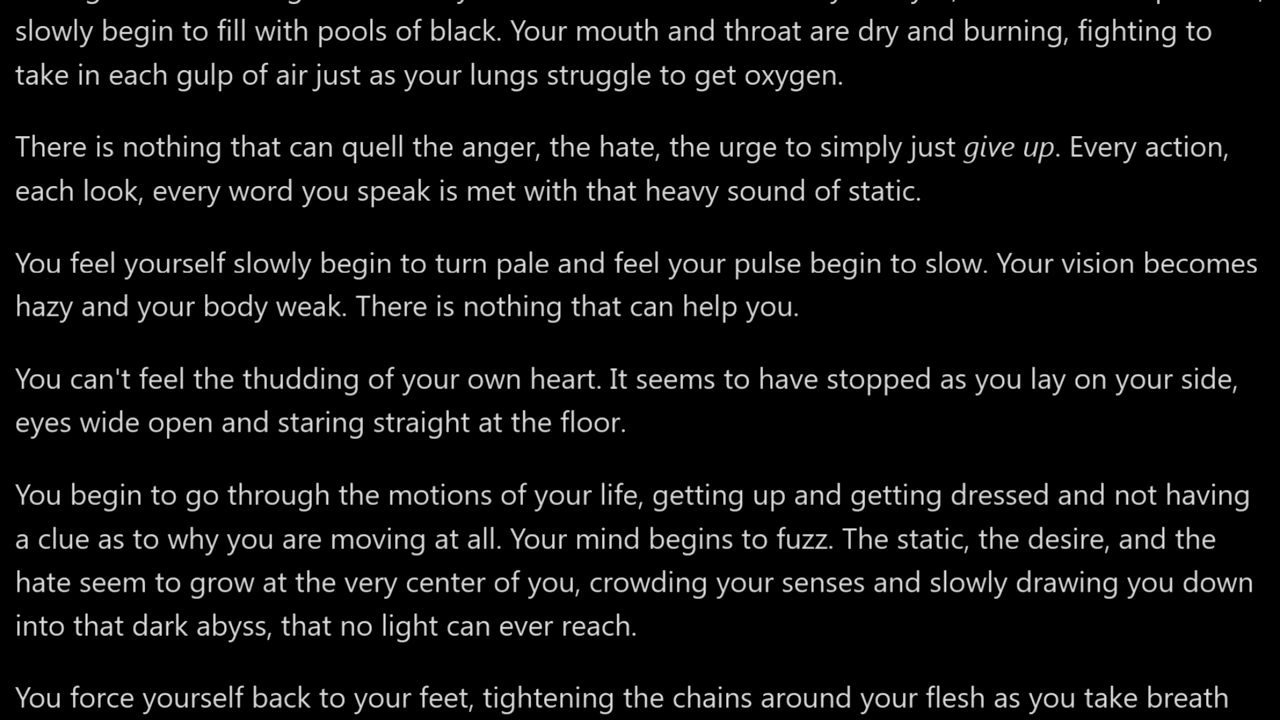 slowly begin to fill with pools of black. Your mouth and throat are dry and burning, fighting to
take in each gulp of air just as your lungs struggle to get oxygen.
There is nothing that can quell the anger, the hate, the urge to simply just give up. Every action,
each look, every word you speak is met with that heavy sound of static.
You feel yourself slowly begin to turn pale and feel your pulse begin to slow. Your vision becomes
hazy and your body weak. There is nothing that can help you.
You can't feel the thudding of your own heart. It seems to have stopped as you lay on your side,
eyes wide open and staring straight at the floor.
You begin to go through the motions of your life, getting up and getting dressed and not having
a clue as to why you are moving at all. Your mind begins to fuzz. The static, the desire, and the
hate seem to grow at the very center of you, crowding your senses and slowly drawing you down
into that dark abyss, that no light can ever reach.
You force yourself back to your feet, tightening the chains around your flesh as you take breath